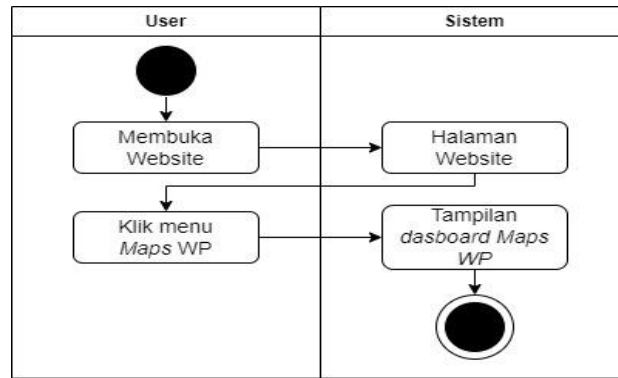 User
Sistem
Membuka
Website
Halaman
Website
Klik menu
Maps WP
Tampilan
dasboard Maps
WP